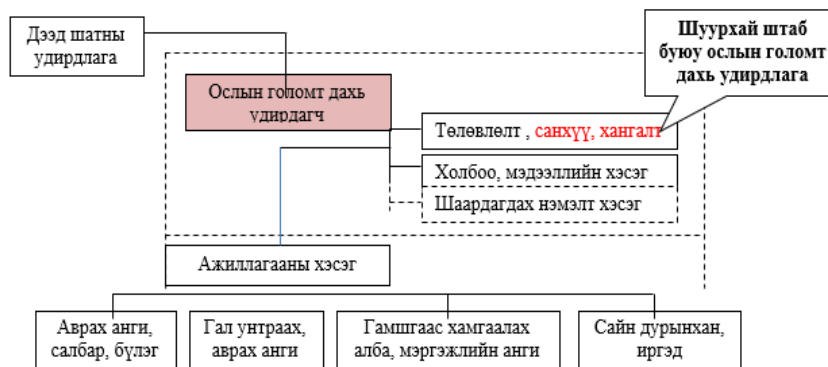 Дээд шатны
удирдлага
Шуурхай штаб
буюу ослын голомт
дахь удирдлага
Ослын голомт дахь
удирдагч
Төлөвлөлт , санхүү, хангалт
Холбоо, мэдээллийн хэсэг
Шаардагдах нэмэлт хэсэг
Ажиллагааны хэсэг
Аврах анги,
салбар, бүлэг
Гал унтраах,
аврах анги
Гамшгаас хамгаалах
алба, мэргэжлийн анги
Сайн дурынхан,
иргэд